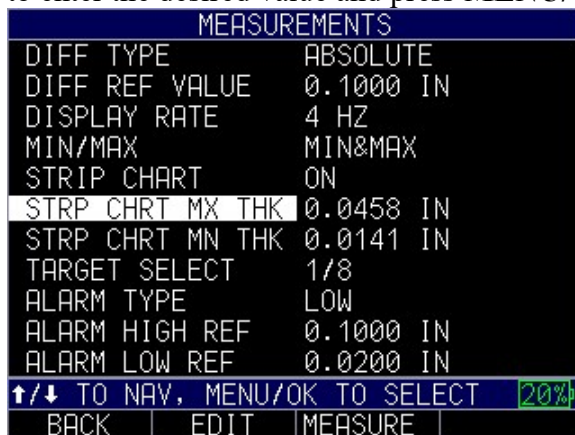 MEASUREMENTS
DIFF TYPE ABSOLUTE
DIFF REF VALUE 0.1000 IN
DISPLAY RATE 4 HZ
MIN/MAX MIN&MAX
STRIP CHART ON
STRP CHRT MX THK 0.0458 IN
STRP CHRT MN THK 0.0141 IN
TARGET SELECT 1/8
ALARM TYPE LOW
ALARM HIGH REF 0.1000 IN
ALARM LOW REF 0.0200 IN
↑/↓ TO NAV, MENU/OK TO SELECT 20%
BACK EDIT MEASURE